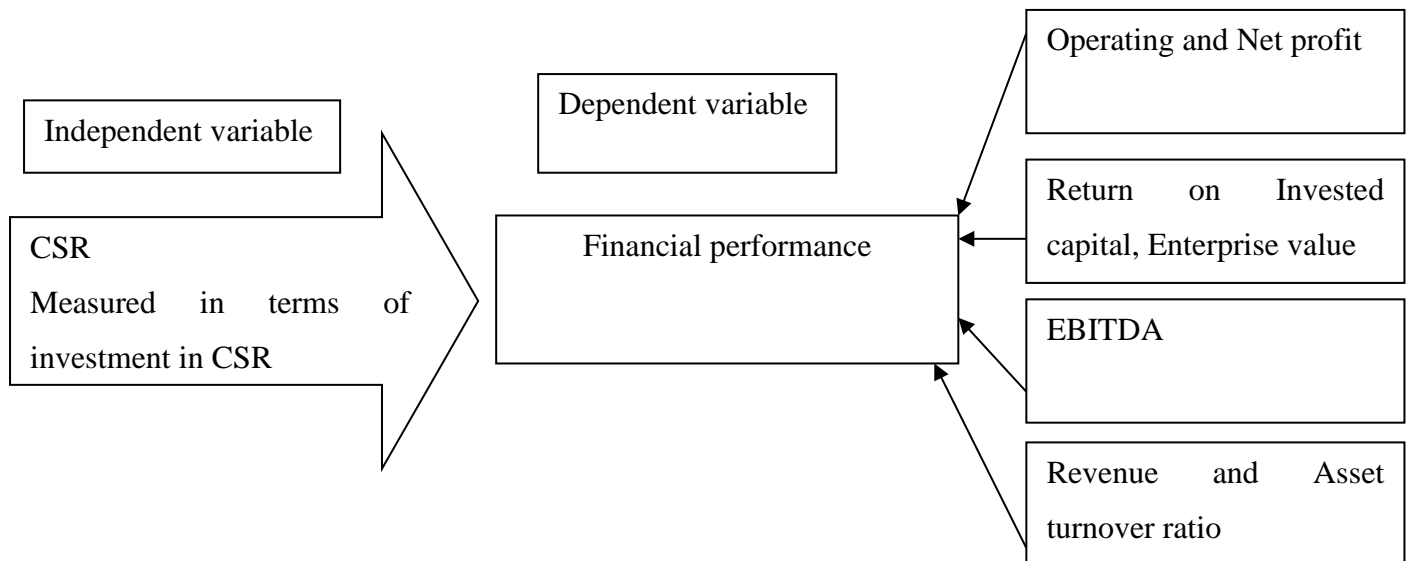 Independent variable
CSR
Measured in terms of
investment in CSR
Dependent variable
Financial performance
Operating and Net profit
Return on Invested
capital, Enterprise value
EBITDA
Revenue and Asset
turnover ratio